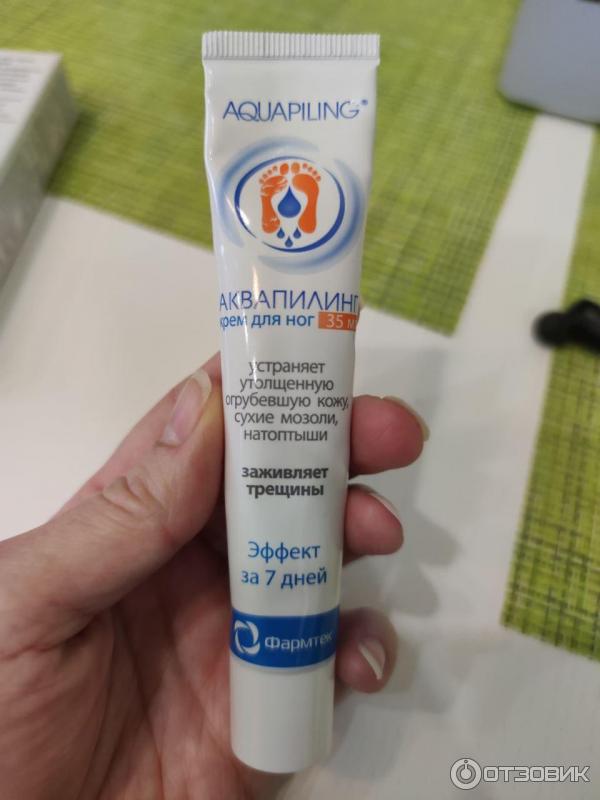 AQUAPILING®
АКВАПИЛИНГ
крем для ног 35 м
устраняет
утолщенную
огрубевшую кожу,
сухие мозоли,
натоптыши
заживляет
трещины
Эффект
за 7 дней
Фармтек
ОТЗОВИК